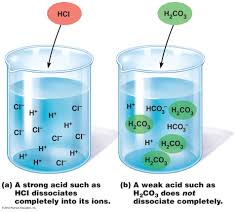 HCl
H₂CO₃
Cl⁻
Cl⁻ H⁺ Cl⁻
H⁺
Cl⁻ H⁺ Cl⁻
H⁺
H⁺ Cl⁻
H⁺
H⁺ H₂CO₃
HCO₃⁻
H₂CO₃
H⁺
H₂CO₃ HCO₃⁻
H₂CO₃
H₂CO₃
(a) A strong acid such as
HCl dissociates
completely into its ions.
(b) A weak acid such as
H₂CO₃ does not
dissociate completely.